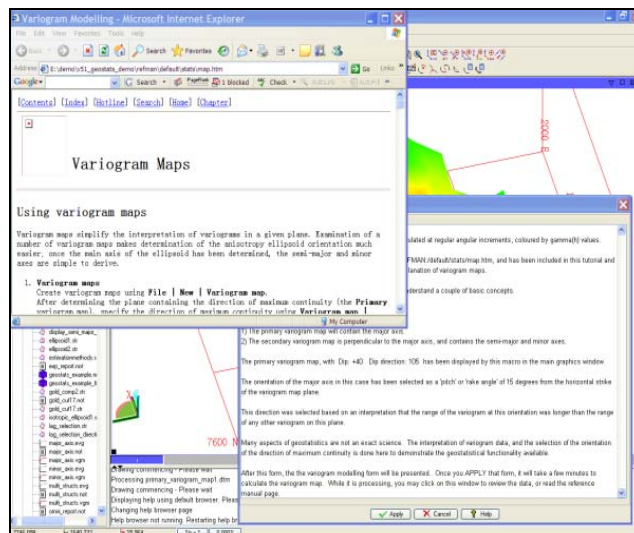 Variogram Modelling - Microsoft Internet Explorer
File Edit View Favorites Tools Help
Search Favorites
Address E:\demo\v51_geostats_demo\refman\default\stats\map.htm Go Links
Google Search PageRank 1 blocked Check
[Contents] [Index] [Hotline] [Search] [Home] [Chapter]
Variogram Maps
Using variogram maps
Variogram maps simplify the interpretation of variograms in a given plane. Examination of a
number of variogram maps makes determination of the anisotropy ellipsoid orientation much
easier, once the main axis of the ellipsoid has been determined, the semi-major and minor
axes are simple to derive.
1. Variogram maps
Create variogram maps using File | New | Variogram map.
After determining the plane containing the direction of maximum continuity (the Primary
variogram map), specify the direction of maximum continuity using Variogram map |
My Computer
2000 E
ulated at regular angular increments, coloured by gamma(h) values.
FMAN:/default/stats/map.htm, and has been included in this tutorial and
lanation of variogram maps.
derstand a couple of basic concepts.
1) The primary variogram map will contain the major axis.
2) The secondary variogram map is perpendicular to the major axis, and contains the semi-major and minor axes.
The primary variogram map, with Dip: +40 Dip direction: 105 has been displayed by this macro in the main graphics window.
The orientation of the major axis in this case has been selected as a 'pitch' or 'rake angle' of 15 degrees from the horizontal strike
of the variogram map plane.
This direction was selected based on an interpretation that the range of the variogram at this orientation was longer than the range
of any other variogram on this plane.
Many aspects of geostatistics are not an exact science. The interpretation of variogram data, and the selection of the orientation
of the direction of maximum continuity is done here to demonstrate the geostatistical functionality available.
After this form, the the variogram modelling form will be presented. Once you APPLY that form, it will take a few minutes to
calculate the variogram map. While it is processing, you may click on this window to review the data, or read the reference
manual page.
Apply Cancel Help
display_semi_maps_
ellipsoid1.str
ellipsoid2.str
estimationmethods.s
exp_report.not
geostats_example.m
geostats_example_b
gold_comp2.str
gold_cut17.not
gold_cut17.str
isotropic_ellipsoid1.s
lag_selection.str
lag_selection_directi
major_axis.evg
major_axis.not
major_axis.vgm
minor_axis.evg
minor_axis.vgm
multi_structs.evg
multi_structs.not
multi_structs.vgm
omni_report.not
7600 N
Drawing commencing - Please wait
Processing primary_variogram_map1.dtm
Drawing commencing - Please wait
Displaying help using default browser. Pleas
Changing help browser page
Help browser not running. Restarting help br